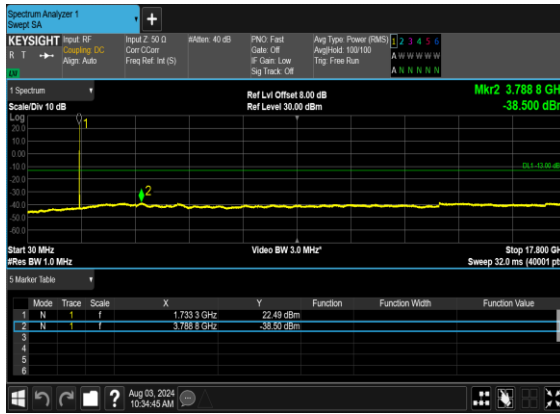 Spectrum Analyzer 1
Swept SA
KEYSIGHT Input: RF Input Z: 50 Ω #Atten: 40 dB PNO: Fast Avg Type: Power (RMS) 1 2 3 4 5 6
R T Coupling: DC Corr CCorr Gate: Off Avg|Hold: 100/100 A W W W W W
Align: Auto Freq Ref: Int (S) IF Gain: Low Trig: Free Run
Sig Track: Off A N N N N N
1 Spectrum
Ref Lvl Offset 8.00 dB Mkr2 3.788 8 GH
Scale/Div 10 dB Ref Level 30.00 dBm -38.500 dB
Log
20.0
10.0
0.00
-10.0
DL1 -13.00 dB
-20.0
-30.0
-40.0
-50.0
-60.0
1
2
Start 30 MHz Video BW 3.0 MHz* Stop 17.800 GH
#Res BW 1.0 MHz Sweep 32.0 ms (40001 pt
5 Marker Table
Mode Trace Scale X Y Function Function Width Function Value
1 N 1 f 1.733 3 GHz 22.49 dBm
2 N 1 f 3.788 8 GHz -38.50 dBm
3
4
5
6
? Aug 03, 2024
10:34:45 AM